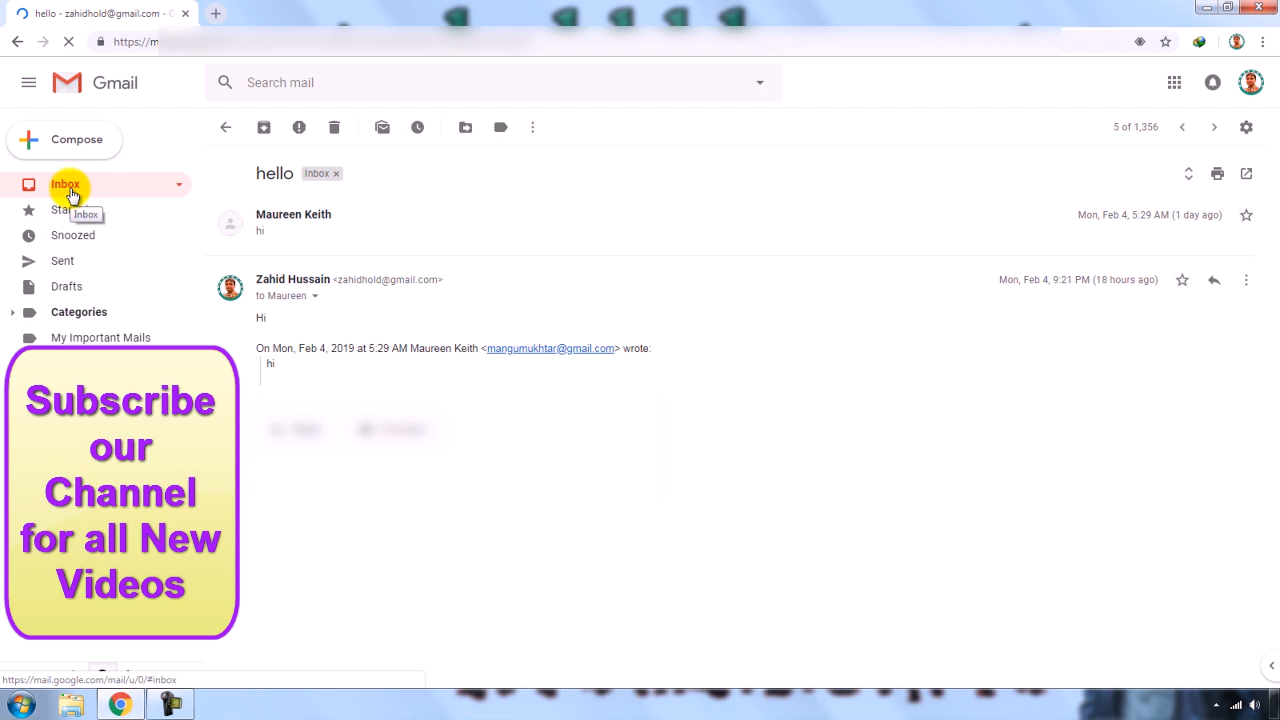 hello - zahidhold@gmail.com - G
https://m
Gmail
Search mail
Compose
5 of 1,356
Inbox
Inbox
Snoozed
Sent
Drafts
Categories
My Important Mails
hello Inbox x
Maureen Keith Mon, Feb 4, 5:29 AM (1 day ago)
hi
Zahid Hussain <zahidhold@gmail.com> Mon, Feb 4, 9:21 PM (18 hours ago)
to Maureen
Hi
On Mon, Feb 4, 2019 at 5:29 AM Maureen Keith <mangumukhtar@gmail.com> wrote:
hi
Subscribe
our
Channel
for all New
Videos
https://mail.google.com/mail/u/0/#inbox